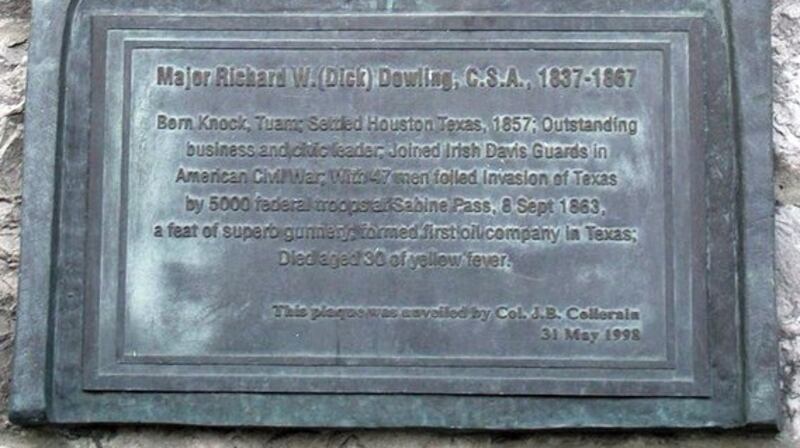 Major Richard W. (Dick) Dowling, C.S.A., 1837-1867
Born Knock, Tuam; Settled Houston Texas, 1857; Outstanding
business and civic leader; Joined Irish Davis Guards in
American Civil War; With 47 men foiled Invasion of Texas
by 5000 federal troops at Sabine Pass, 8 Sept 1863,
a feat of superb gunnery; formed first oil company in Texas;
Died aged 30 of yellow fever.
This plaque was unveiled by Col. J.B. Collerain
31 May 1998